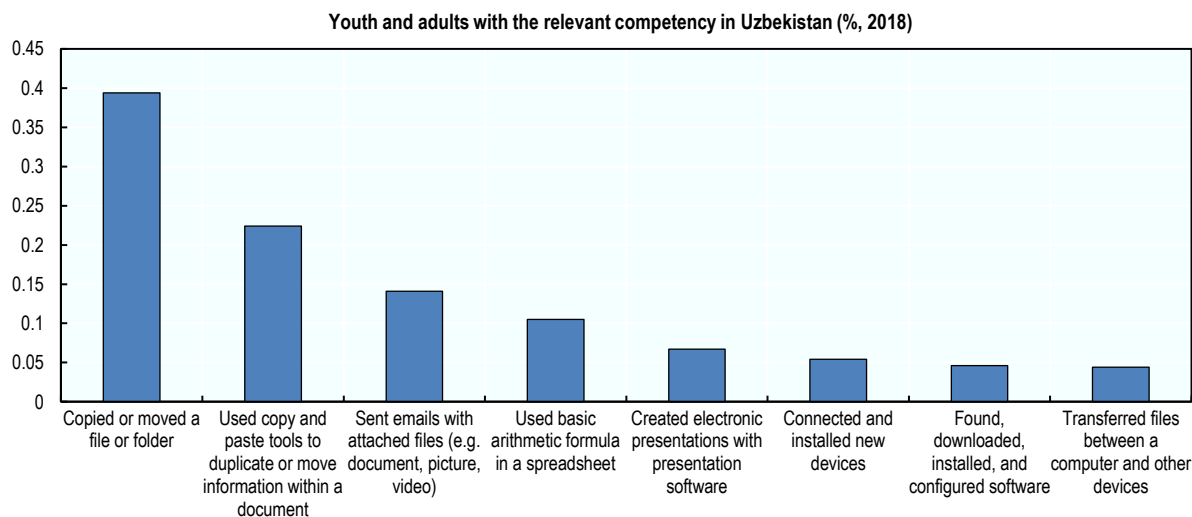 Youth and adults with the relevant competency in Uzbekistan (%, 2018)
0.45
0.4
0.35
0.3
0.25
0.2
0.15
0.1
0.05
0
Copied or moved a
file or folder
Used copy and
paste tools to
duplicate or move
information within a
document
Sent emails with
attached files (e.g.
document, picture,
video)
Used basic
arithmetic formula
in a spreadsheet
Created electronic
presentations with
presentation
software
Connected and
installed new
devices
Found,
downloaded,
installed, and
configured software
Transferred files
between a
computer and other
devices